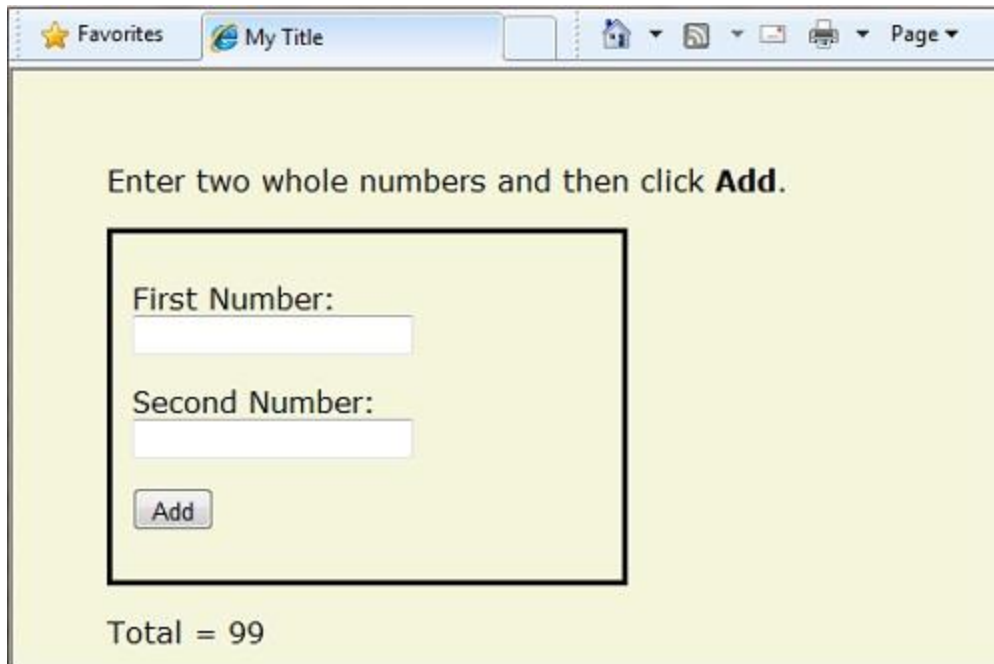 Favorites My Title Page
Enter two whole numbers and then click Add.
First Number:
Second Number:
Add
Total = 99